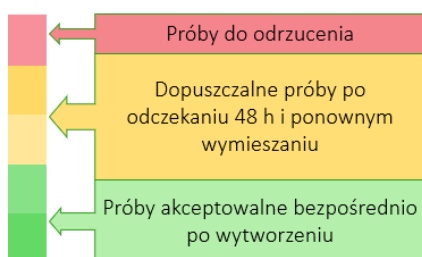 Próby do odrzucenia
Dopuszczalne próby po
odczekaniu 48 h i ponownym
wymieszaniu
Próby akceptowalne bezpośrednio
po wytworzeniu